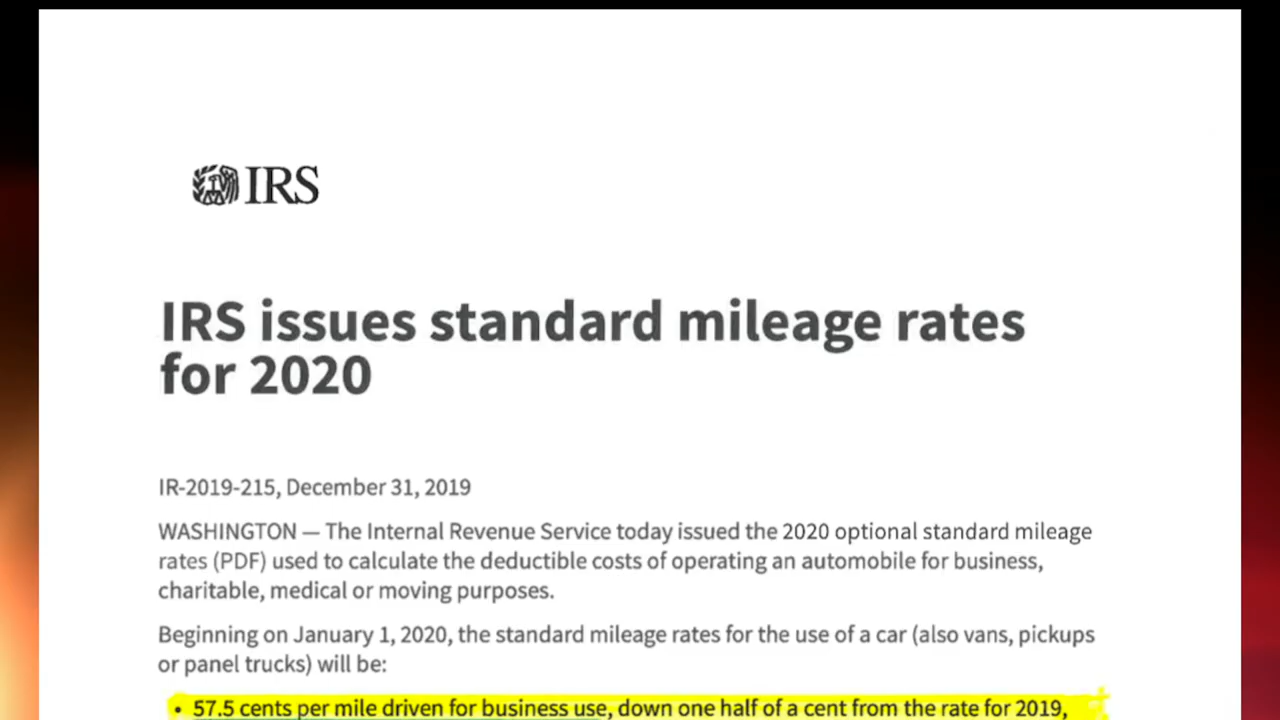 IRS
IRS issues standard mileage rates
for 2020
IR-2019-215, December 31, 2019
WASHINGTON — The Internal Revenue Service today issued the 2020 optional standard mileage
rates (PDF) used to calculate the deductible costs of operating an automobile for business,
charitable, medical or moving purposes.
Beginning on January 1, 2020, the standard mileage rates for the use of a car (also vans, pickups
or panel trucks) will be:
• 57.5 cents per mile driven for business use, down one half of a cent from the rate for 2019,